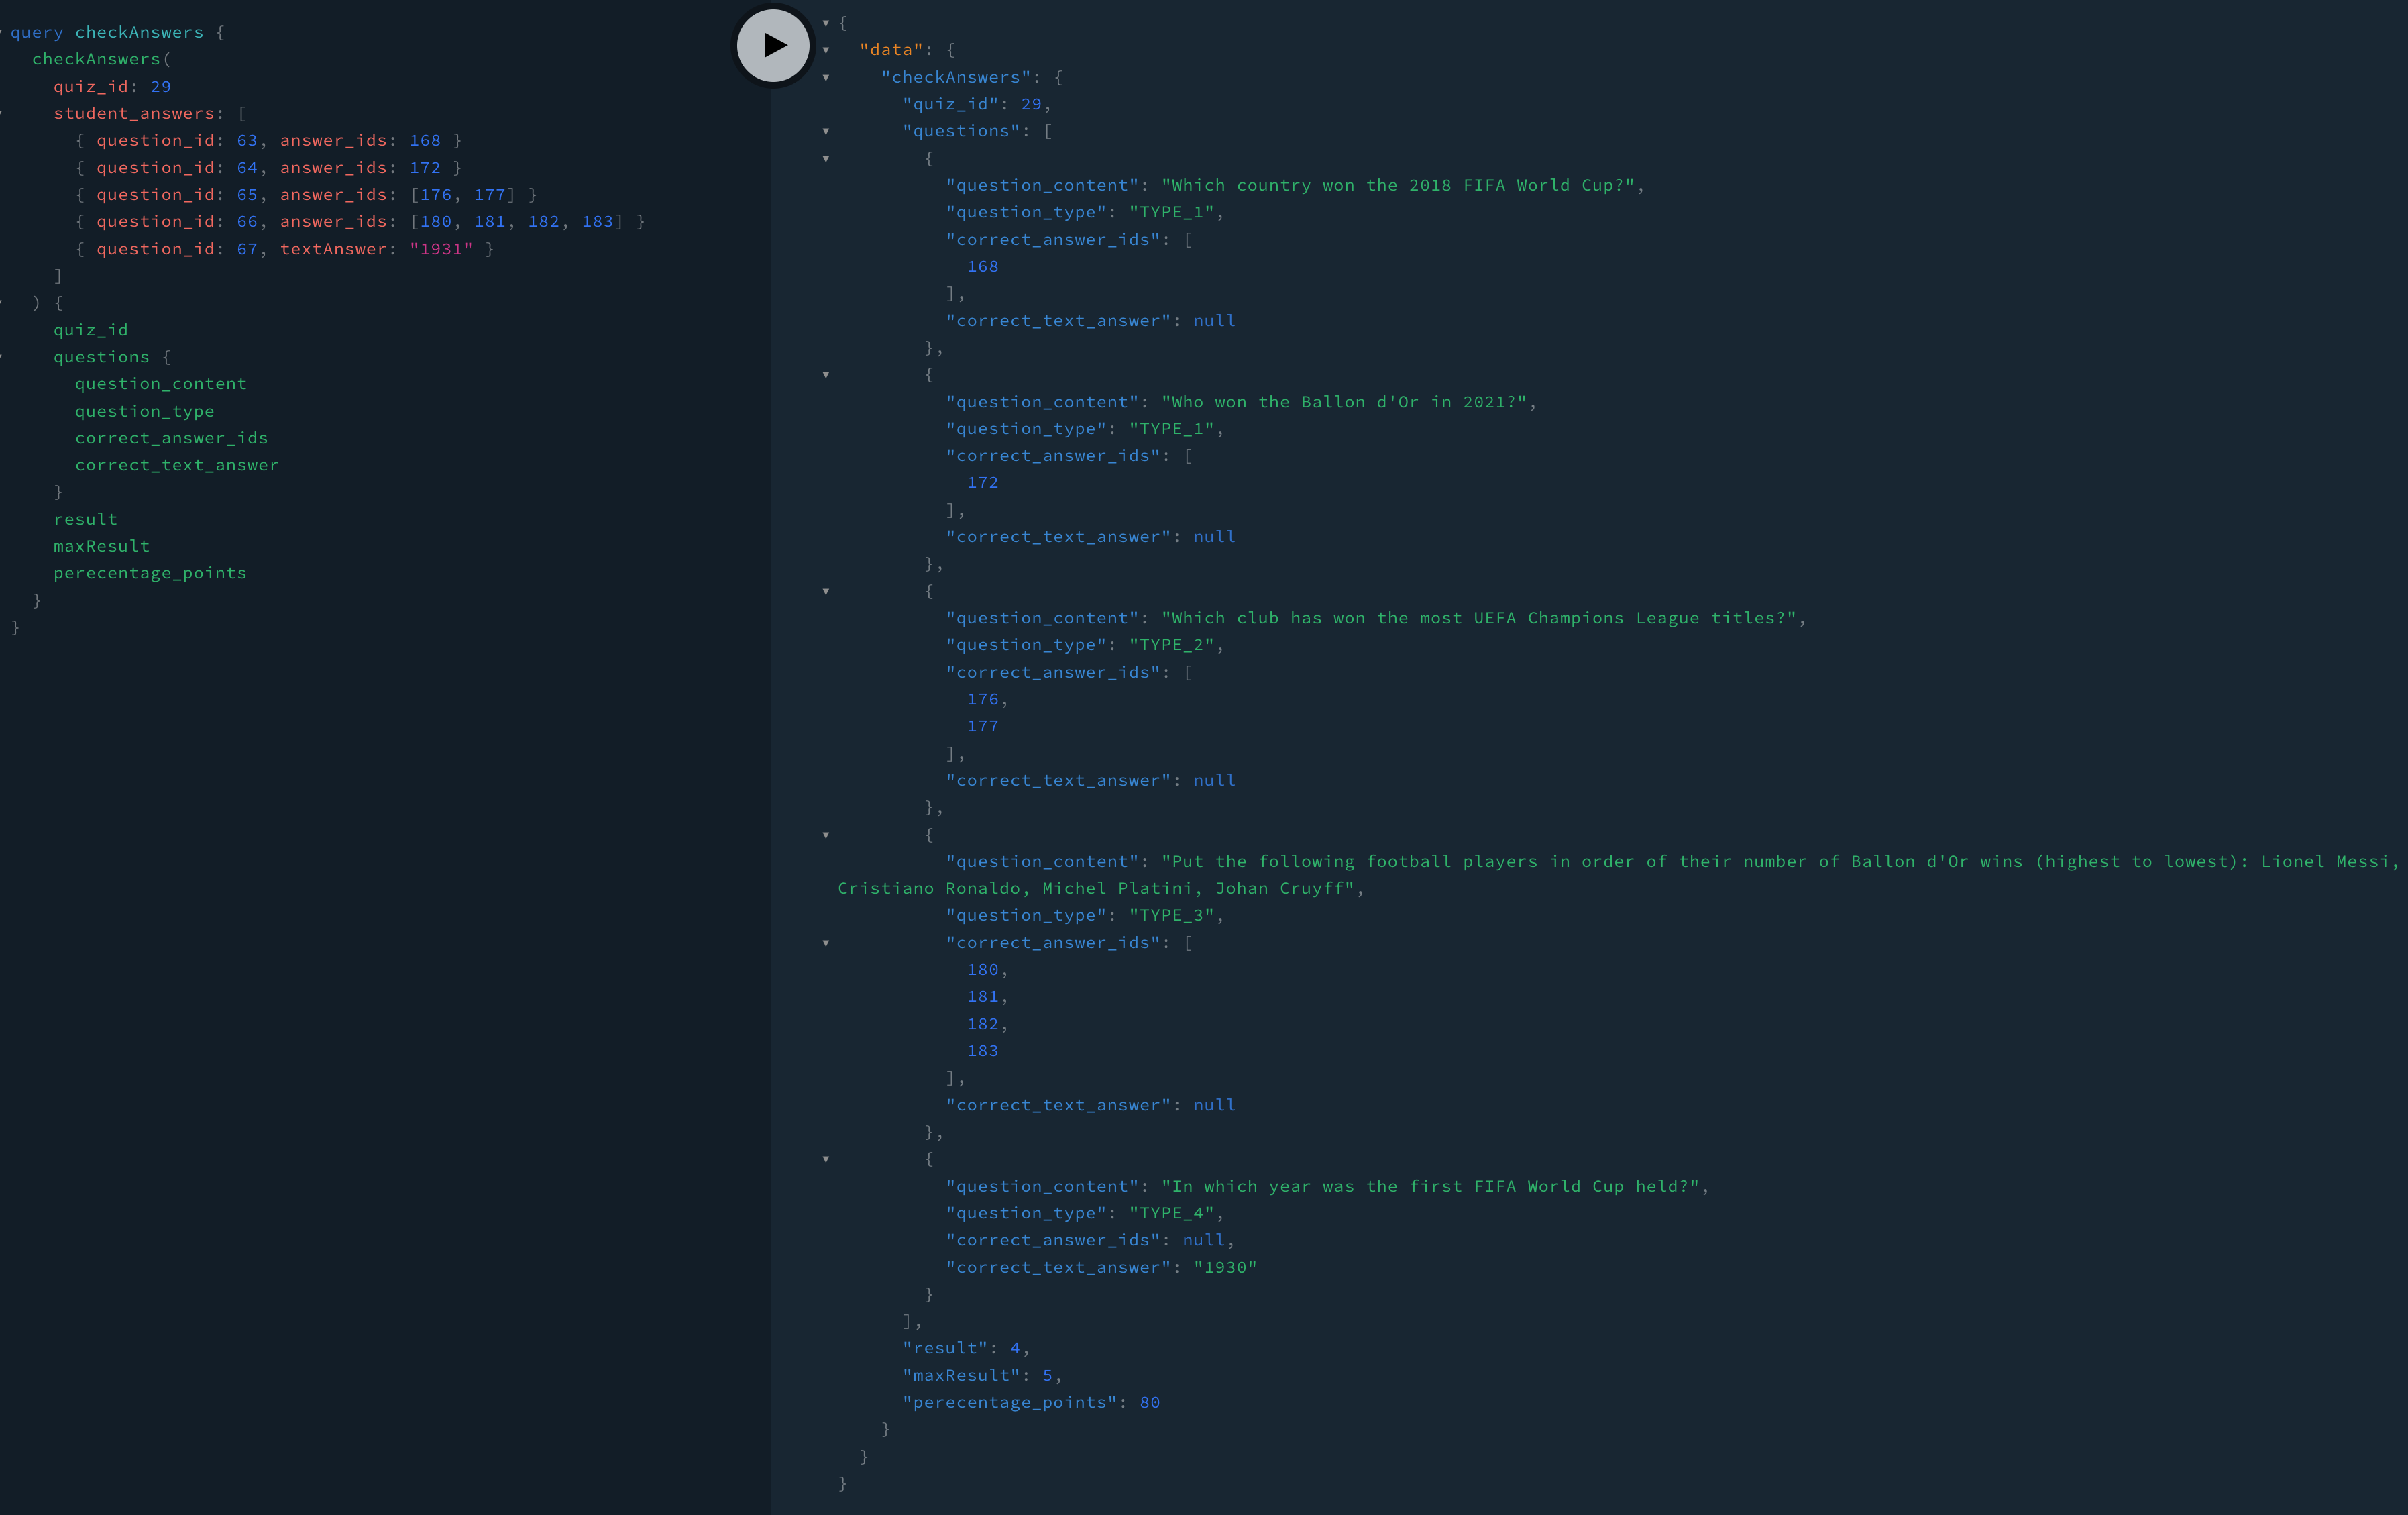 query checkAnswers {
  checkAnswers(
    quiz_id: 29
    student_answers: [
      { question_id: 63, answer_ids: 168 }
      { question_id: 64, answer_ids: 172 }
      { question_id: 65, answer_ids: [176, 177] }
      { question_id: 66, answer_ids: [180, 181, 182, 183] }
      { question_id: 67, textAnswer: "1931" }
    ]
  ) {
    quiz_id
    questions {
      question_content
      question_type
      correct_answer_ids
      correct_text_answer
    }
    result
    maxResult
    perecentage_points
  }
}
{
  "data": {
    "checkAnswers": {
      "quiz_id": 29,
      "questions": [
        {
          "question_content": "Which country won the 2018 FIFA World Cup?",
          "question_type": "TYPE_1",
          "correct_answer_ids": [
            168
          ],
          "correct_text_answer": null
        },
        {
          "question_content": "Who won the Ballon d'Or in 2021?",
          "question_type": "TYPE_1",
          "correct_answer_ids": [
            172
          ],
          "correct_text_answer": null
        },
        {
          "question_content": "Which club has won the most UEFA Champions League titles?",
          "question_type": "TYPE_2",
          "correct_answer_ids": [
            176,
            177
          ],
          "correct_text_answer": null
        },
        {
          "question_content": "Put the following football players in order of their number of Ballon d'Or wins (highest to lowest): Lionel Messi,
Cristiano Ronaldo, Michel Platini, Johan Cruyff",
          "question_type": "TYPE_3",
          "correct_answer_ids": [
            180,
            181,
            182,
            183
          ],
          "correct_text_answer": null
        },
        {
          "question_content": "In which year was the first FIFA World Cup held?",
          "question_type": "TYPE_4",
          "correct_answer_ids": null,
          "correct_text_answer": "1930"
        }
      ],
      "result": 4,
      "maxResult": 5,
      "perecentage_points": 80
    }
  }
}